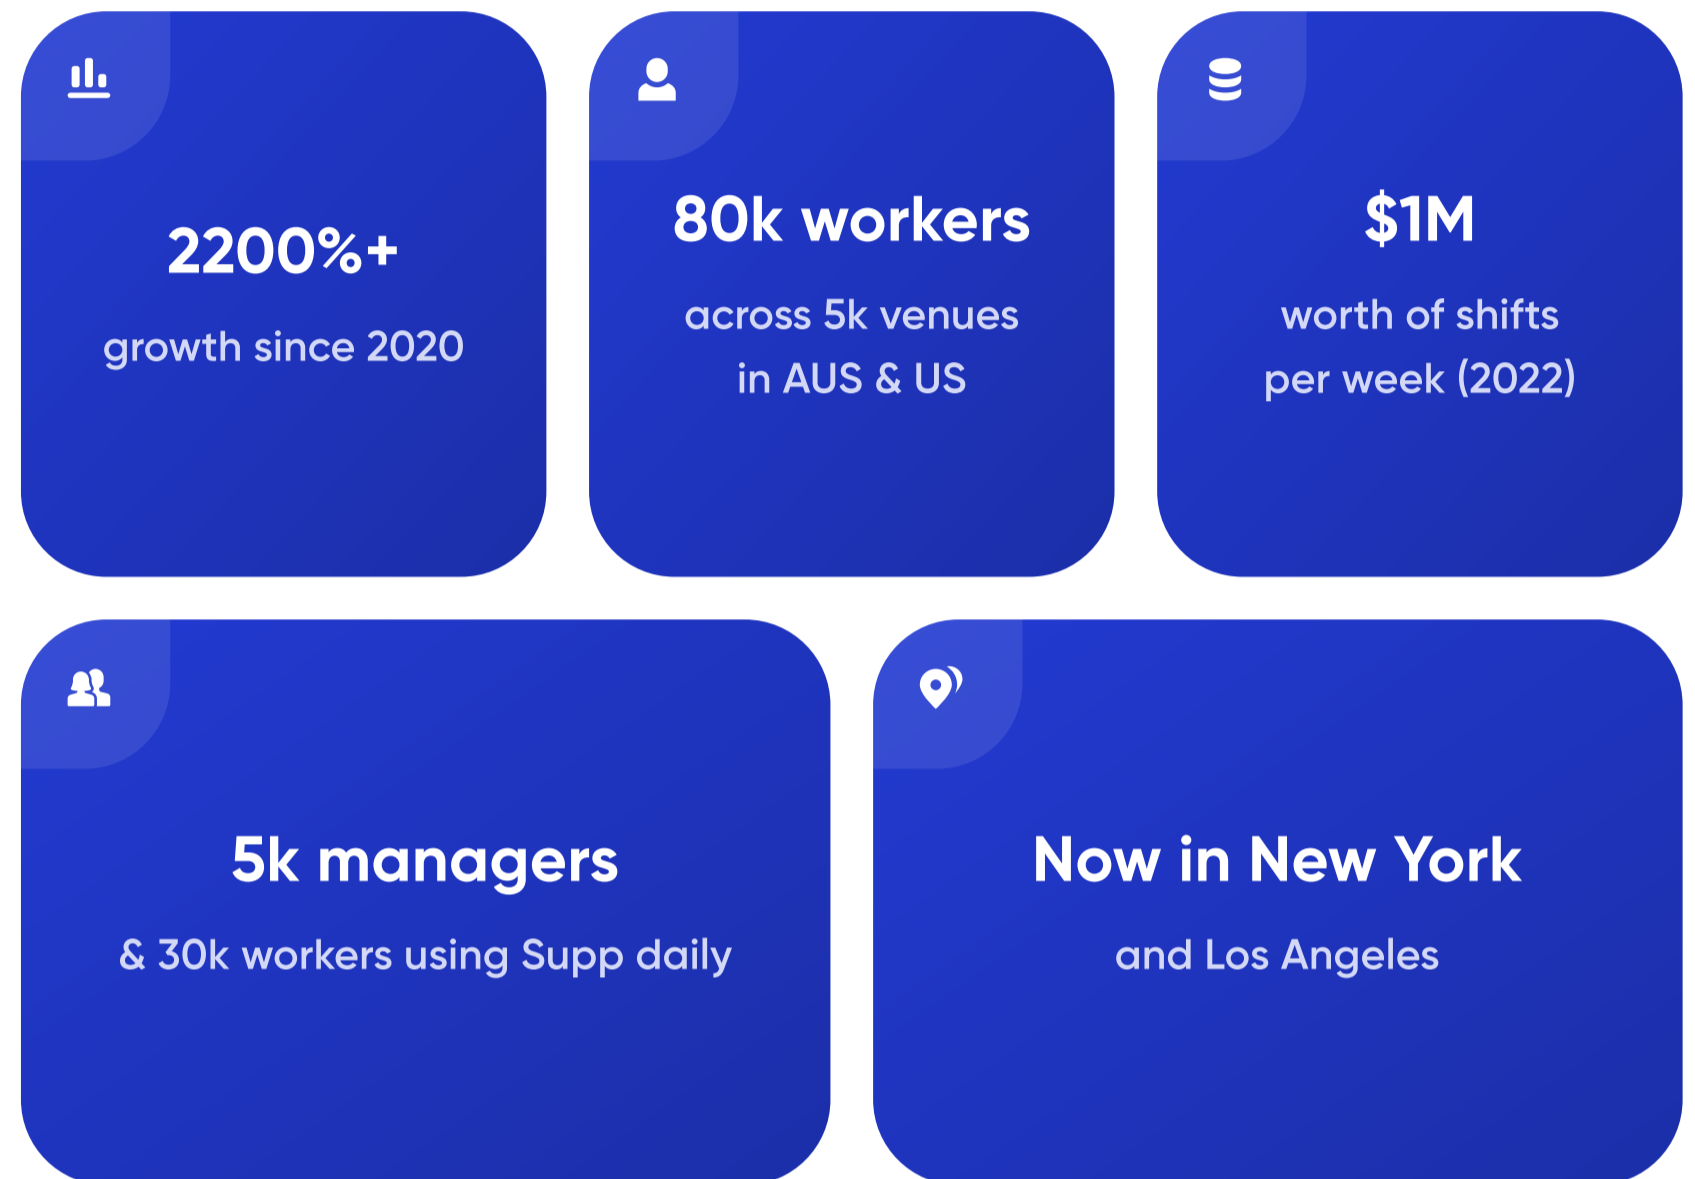 2200%+
growth since 2020
80k workers
across 5k venues
in AUS & US
$1M
worth of shifts
per week (2022)
5k managers
& 30k workers using Supp daily
Now in New York
and Los Angeles